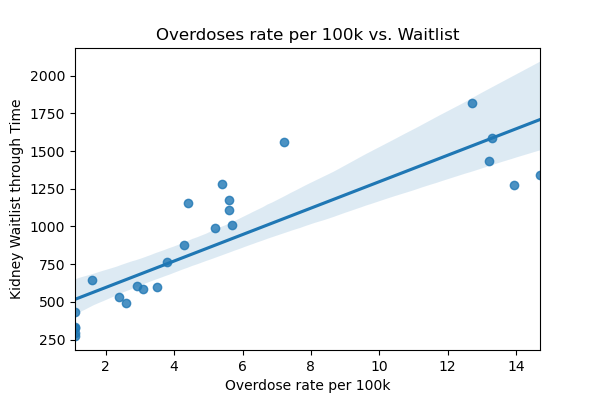 Overdoses rate per 100k vs. Waitlist
Kidney Waitlist through Time
2000
1750
1500
1250
1000
750
500
250
2 4 6 8 10 12 14
Overdose rate per 100k